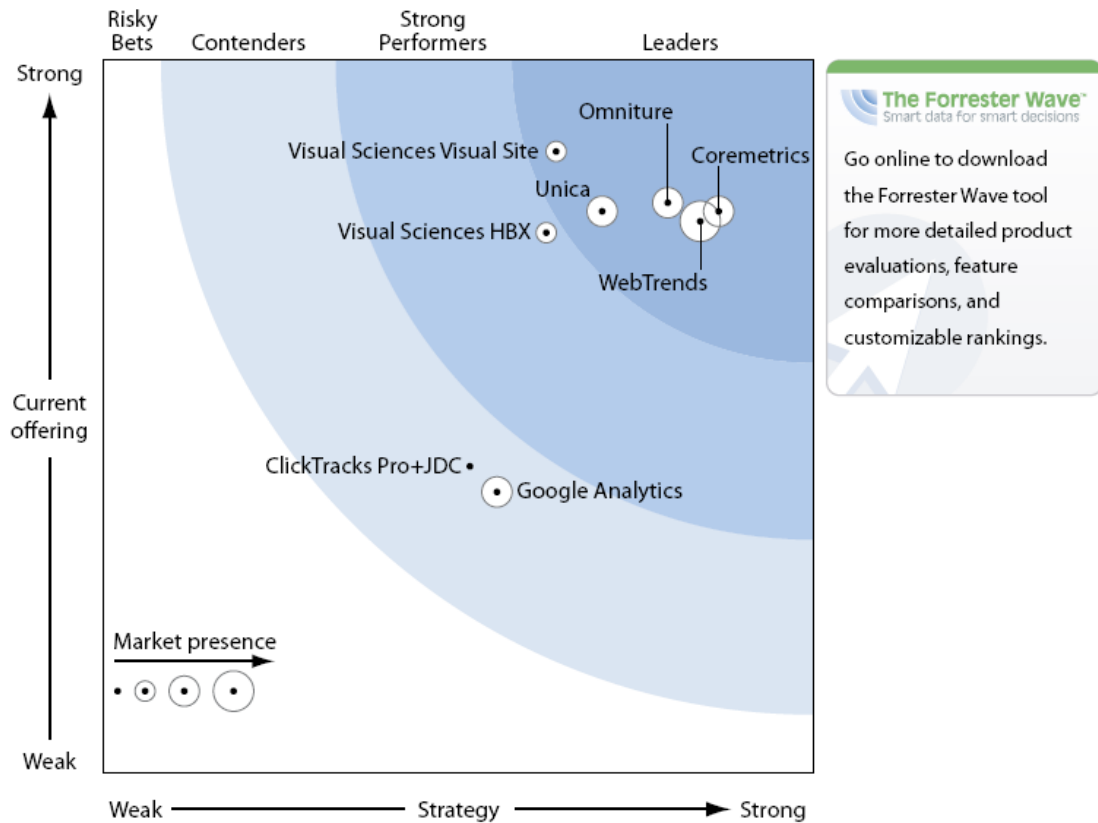 Risky
Bets
Contenders
Strong
Performers
Leaders
Strong
Current
offering
Weak
Omniture
Visual Sciences Visual Site
Coremetrics
Unica
Visual Sciences HBX
WebTrends
ClickTracks Pro+JDC
Google Analytics
Market presence
Weak
Strategy
Strong
The Forrester Wave™
Smart data for smart decisions
Go online to download
the Forrester Wave tool
for more detailed product
evaluations, feature
comparisons, and
customizable rankings.